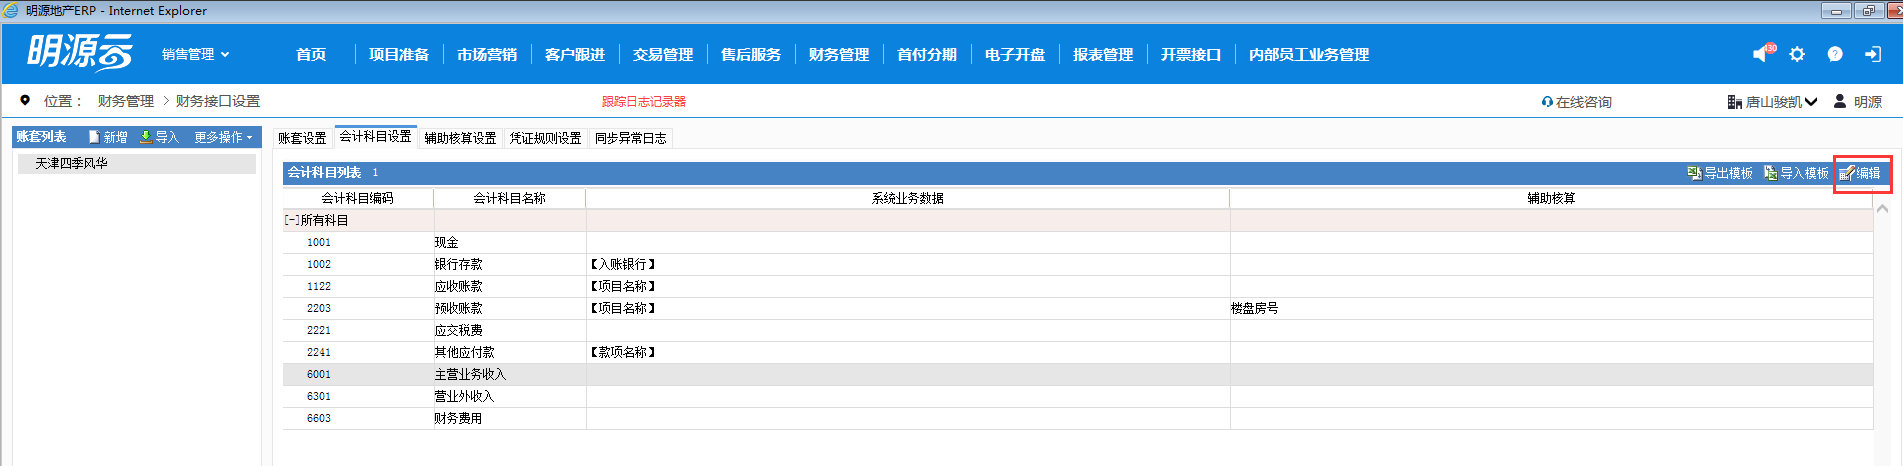 明源地产ERP - Internet Explorer
明源云 销售管理 首页 项目准备 市场营销 客户跟进 交易管理 售后服务 财务管理 首付分期 电子开盘 报表管理 开票接口 内部员工业务管理 430
位置： 财务管理 > 财务接口设置 跟踪日志记录器 在线咨询 唐山骏凯 明源
账套列表 新增 导入 更多操作
天津四季风华
账套设置 会计科目设置 辅助核算设置 凭证规则设置 同步异常日志
会计科目列表 1 导出模板 导入模板 编辑
会计科目编码 会计科目名称 系统业务数据 辅助核算
[-]所有科目
1001 现金
1002 银行存款 【入账银行】
1122 应收账款 【项目名称】
2203 预收账款 【项目名称】 楼盘房号
2221 应交税费
2241 其他应付款 【款项名称】
6001 主营业务收入
6301 营业外收入
6603 财务费用